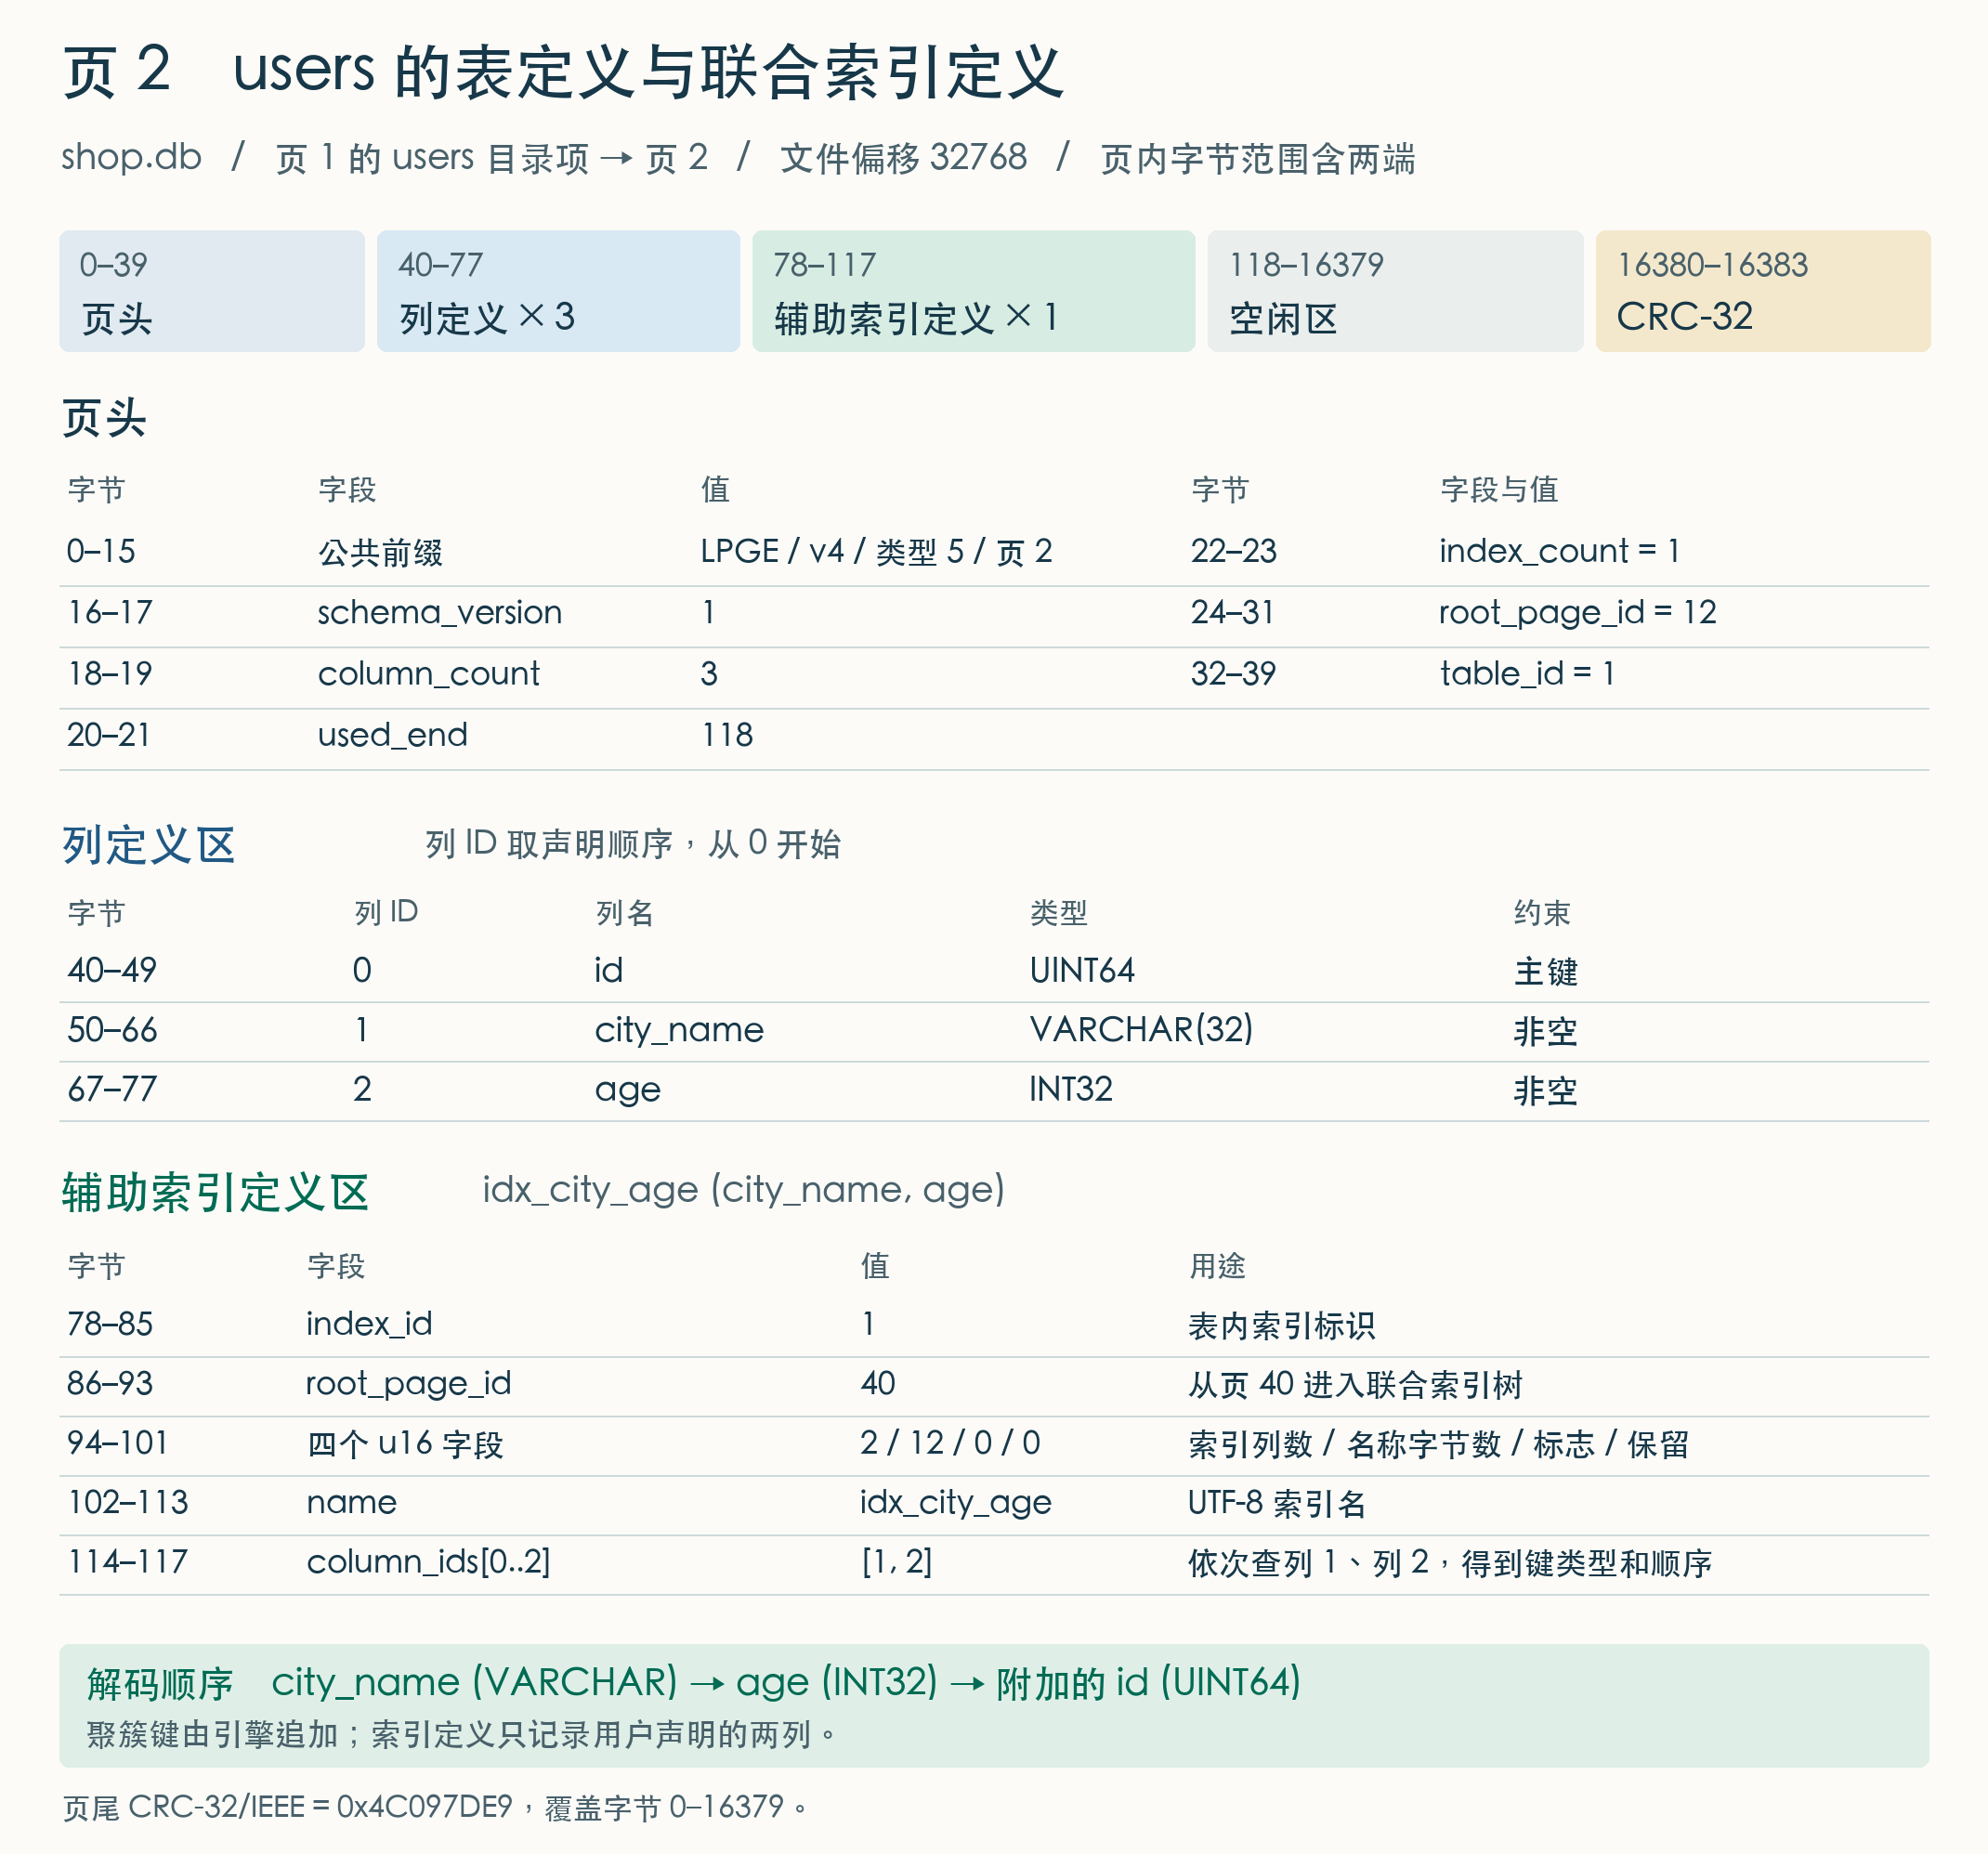 页 2 users 的表定义与联合索引定义
shop.db / 页 1 的 users 目录项 → 页 2 / 文件偏移 32768 / 页内字节范围含两端
0–39 40–77 78–117 118–16379 16380–16383
页头 列定义 × 3 辅助索引定义 × 1 空闲区 CRC-32
页头
字节 字段 值 字节 字段与值
0–15 公共前缀 LPGE / v4 / 类型 5 / 页 2 22–23 index_count = 1
16–17 schema_version 1 24–31 root_page_id = 12
18–19 column_count 3 32–39 table_id = 1
20–21 used_end 118
列定义区 列 ID 取声明顺序，从 0 开始
字节 列 ID 列名 类型 约束
40–49 0 id UINT64 主键
50–66 1 city_name VARCHAR(32) 非空
67–77 2 age INT32 非空
辅助索引定义区 idx_city_age (city_name, age)
字节 字段 值 用途
78–85 index_id 1 表内索引标识
86–93 root_page_id 40 从页 40 进入联合索引树
94–101 四个 u16 字段 2 / 12 / 0 / 0 索引列数 / 名称字节数 / 标志 / 保留
102–113 name idx_city_age UTF-8 索引名
114–117 column_ids[0..2] [1, 2] 依次查列 1、列 2，得到键类型和顺序
解码顺序 city_name (VARCHAR) → age (INT32) → 附加的 id (UINT64)
聚簇键由引擎追加；索引定义只记录用户声明的两列。
页尾 CRC-32/IEEE = 0x4C097DE9，覆盖字节 0–16379。